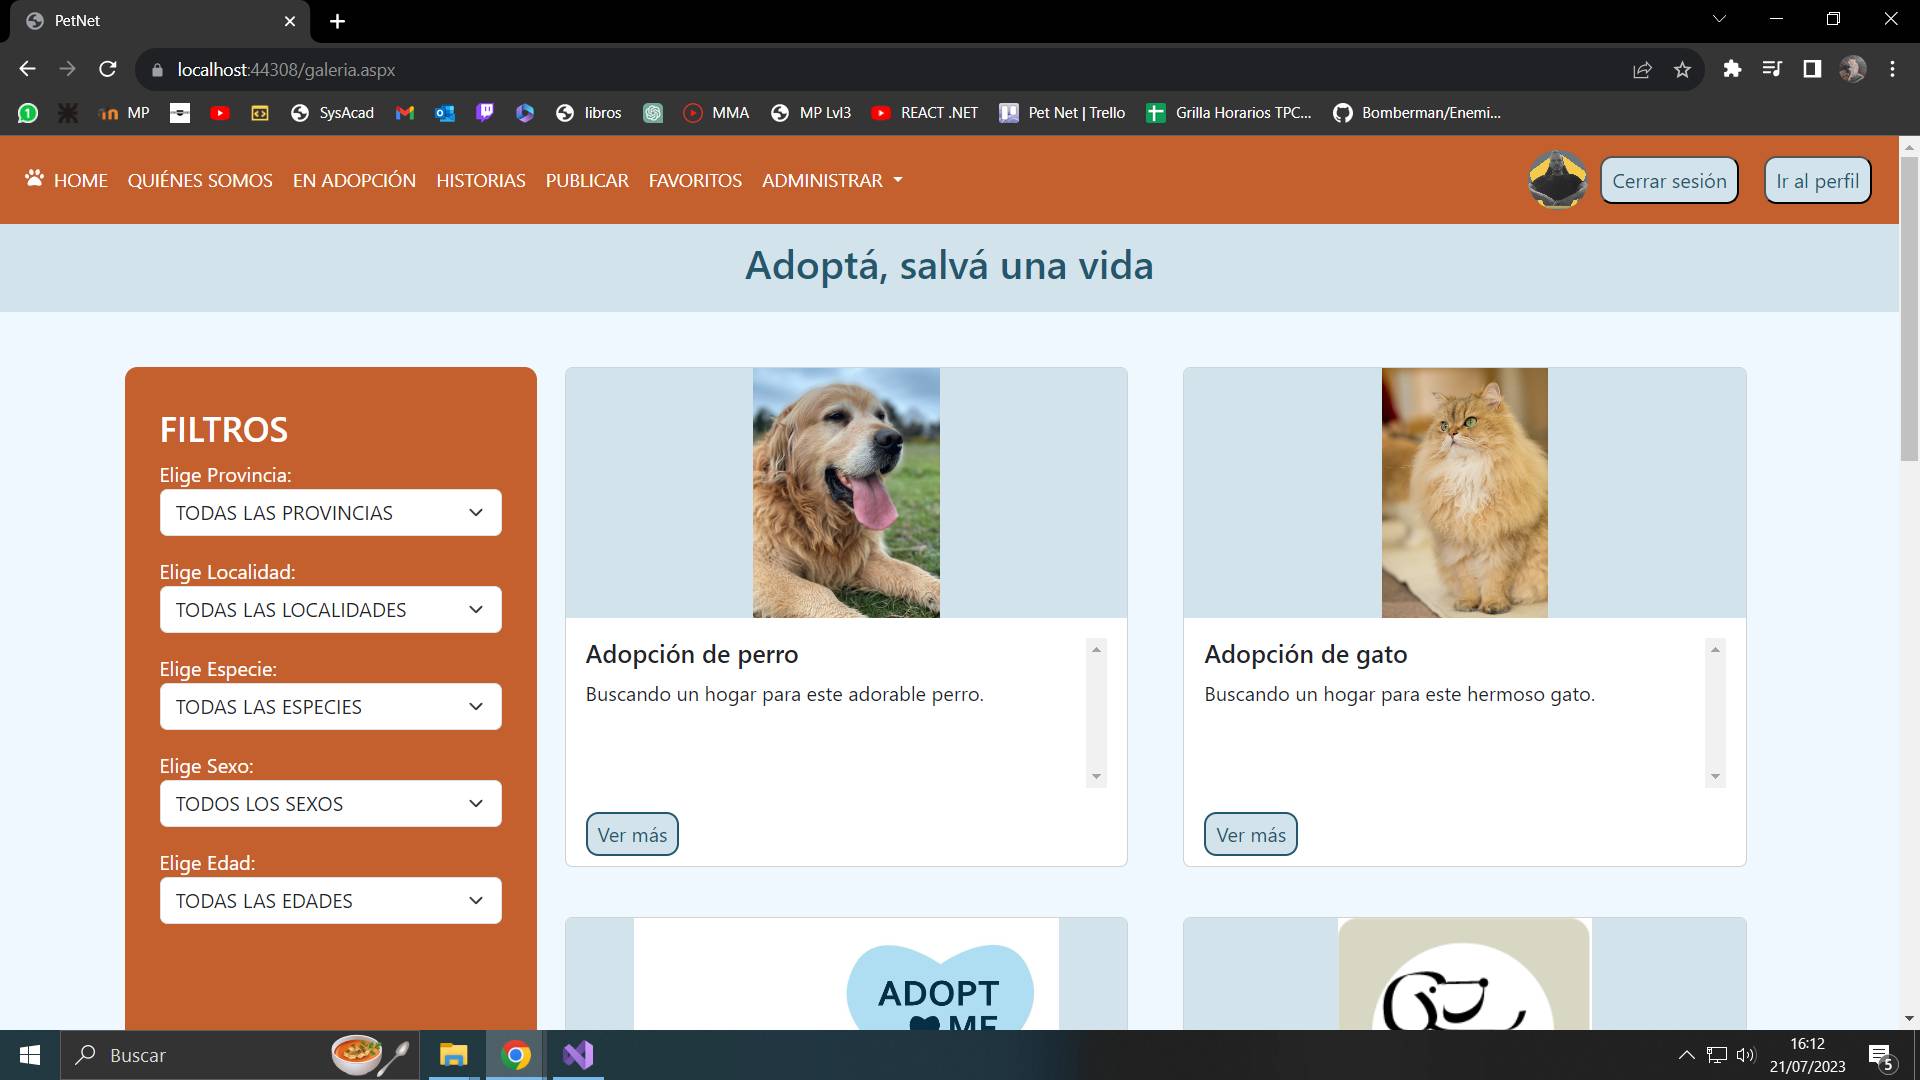 PetNet
localhost:44308/galeria.aspx
MP
SysAcad
libros
MMA
MP Lvl3
REACT .NET
Pet Net | Trello
Grilla Horarios TPC...
Bomberman/Enemi...
HOME QUIÉNES SOMOS EN ADOPCIÓN HISTORIAS PUBLICAR FAVORITOS ADMINISTRAR
Cerrar sesión
Ir al perfil
Adoptá, salvá una vida
FILTROS
Elige Provincia:
TODAS LAS PROVINCIAS
Elige Localidad:
TODAS LAS LOCALIDADES
Elige Especie:
TODAS LAS ESPECIES
Elige Sexo:
TODOS LOS SEXOS
Elige Edad:
TODAS LAS EDADES
Adopción de perro
Buscando un hogar para este adorable perro.
Ver más
Adopción de gato
Buscando un hogar para este hermoso gato.
Ver más
ADOPT
ME
Buscar
16:12
21/07/2023
5